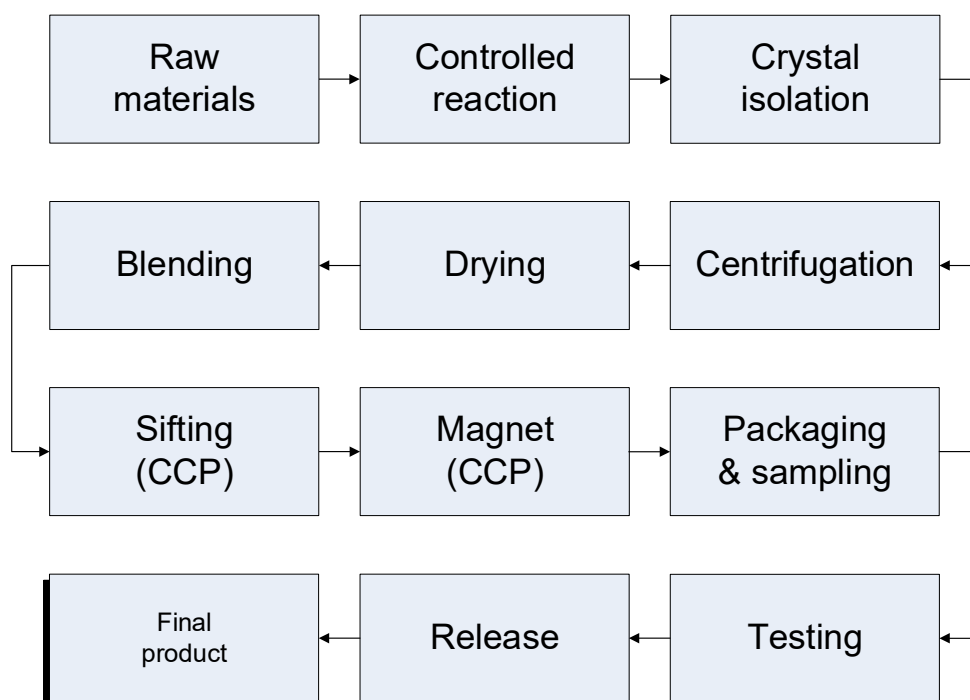 Raw
materials
Controlled
reaction
Crystal
isolation
Blending
Drying
Centrifugation
Sifting
(CCP)
Magnet
(CCP)
Packaging
& sampling
Final
product
Release
Testing